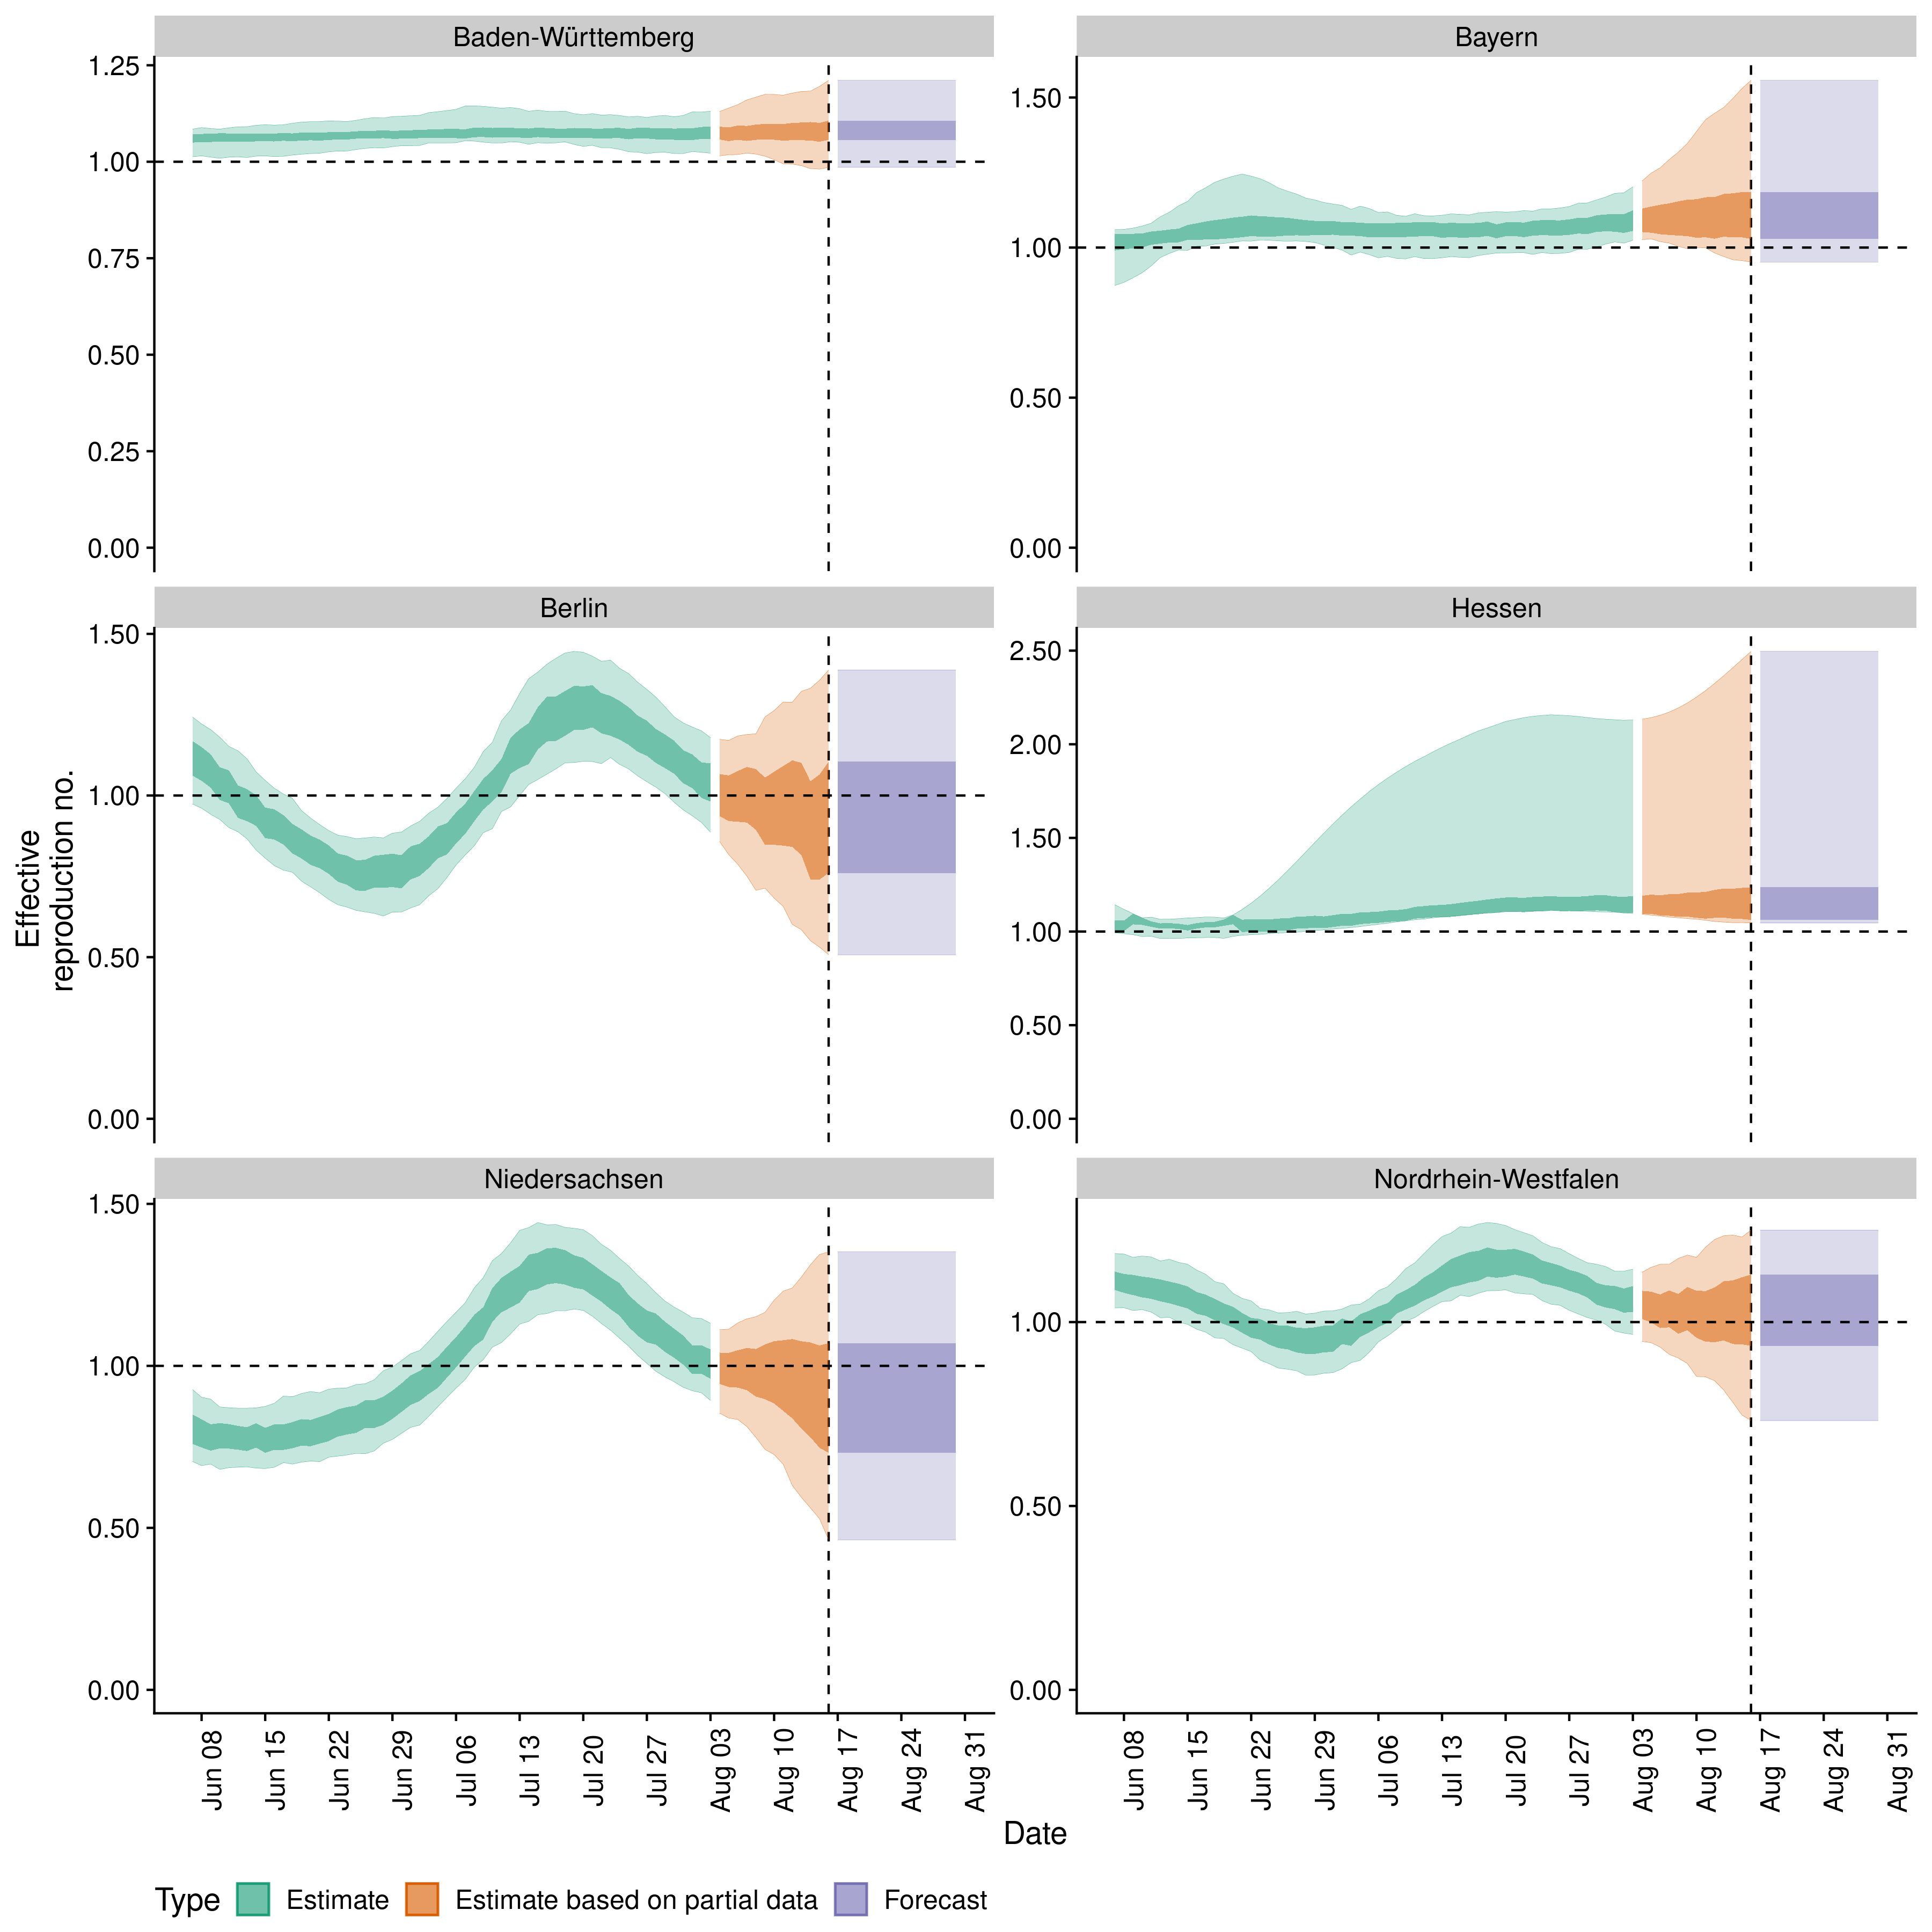 Baden-Württemberg
Bayern
1.25
1.00
0.75
0.50
0.25
0.00
1.50
1.00
0.50
0.00
Berlin
Hessen
1.50
1.00
0.50
0.00
2.50
2.00
1.50
1.00
0.50
0.00
Effective
reproduction no.
Niedersachsen
Nordrhein-Westfalen
1.50
1.00
0.50
0.00
1.00
0.50
0.00
Jun 08
Jun 15
Jun 22
Jun 29
Jul 06
Jul 13
Jul 20
Jul 27
Aug 03
Aug 10
Aug 17
Aug 24
Aug 31
Jun 08
Jun 15
Jun 22
Jun 29
Jul 06
Jul 13
Jul 20
Jul 27
Aug 03
Aug 10
Aug 17
Aug 24
Aug 31
Date
Type Estimate Estimate based on partial data Forecast